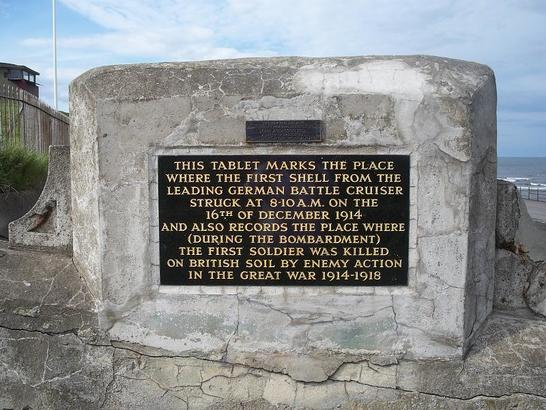 THIS TABLET MARKS THE PLACE
WHERE THE FIRST SHELL FROM THE
LEADING GERMAN BATTLE CRUISER
STRUCK AT 8·10 A.M. ON THE
16TH OF DECEMBER 1914
AND ALSO RECORDS THE PLACE WHERE
(DURING THE BOMBARDMENT)
THE FIRST SOLDIER WAS KILLED
ON BRITISH SOIL BY ENEMY ACTION
IN THE GREAT WAR 1914-1918